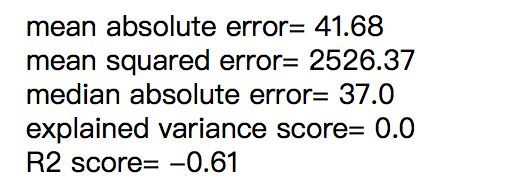 mean absolute error= 41.68
mean squared error= 2526.37
median absolute error= 37.0
explained variance score= 0.0
R2 score= −0.61